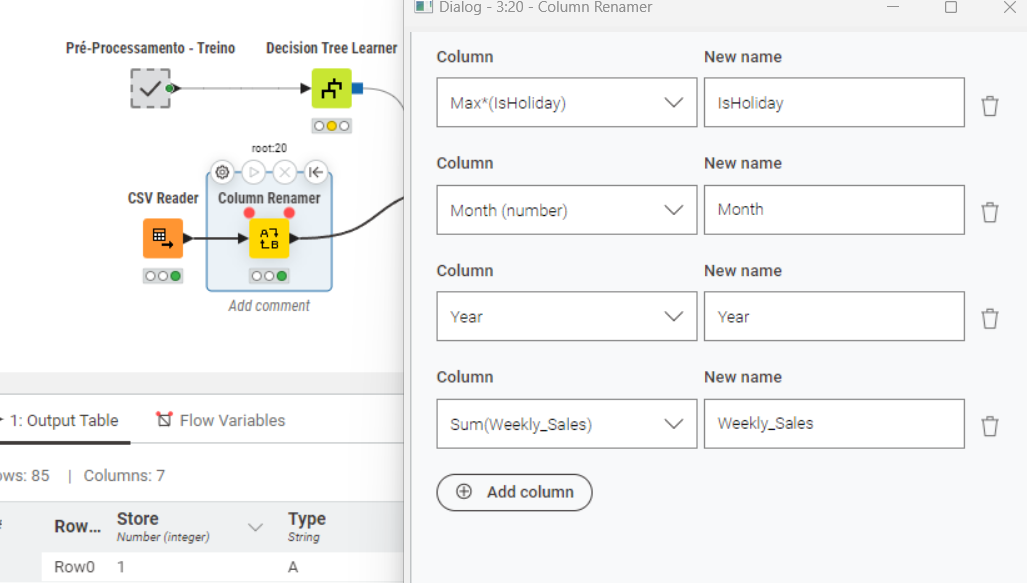 Dialog - 3:20 - Column Renamer
Pré-Processamento - Treino
Decision Tree Learner
root:20
CSV Reader
Column Renamer
A
B
Add comment
Column New name
Max*(IsHoliday) IsHoliday
Column New name
Month (number) Month
Column New name
Year Year
Column New name
Sum(Weekly_Sales) Weekly_Sales
Add column
1: Output Table Flow Variables
ows: 85 | Columns: 7
Row... Store Type
Number (integer) String
Row0 1 A